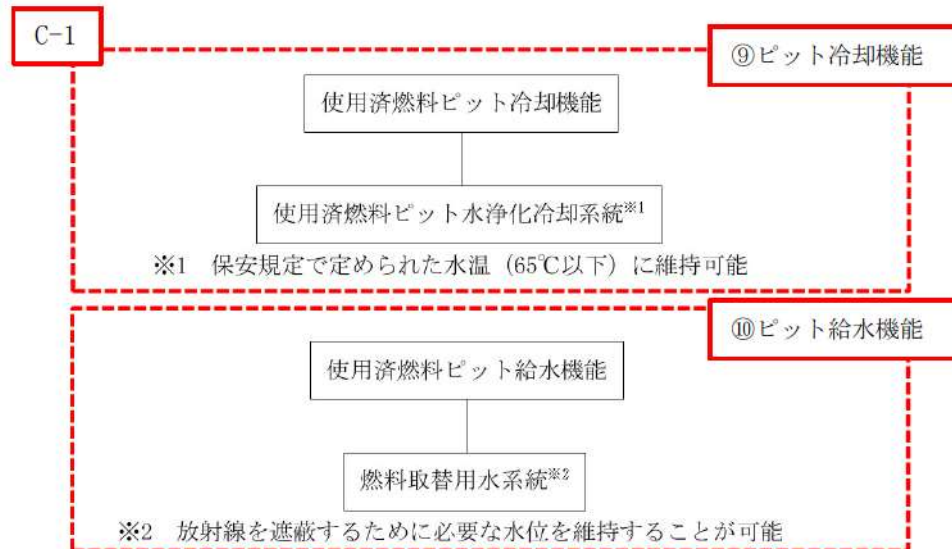 C-1
⑨ピット冷却機能
使用済燃料ピット冷却機能
使用済燃料ピット水浄化冷却系統※1
※1 保安規定で定められた水温（65℃以下）に維持可能
⑩ピット給水機能
使用済燃料ピット給水機能
燃料取替用水系統※2
※2 放射線を遮蔽するために必要な水位を維持することが可能